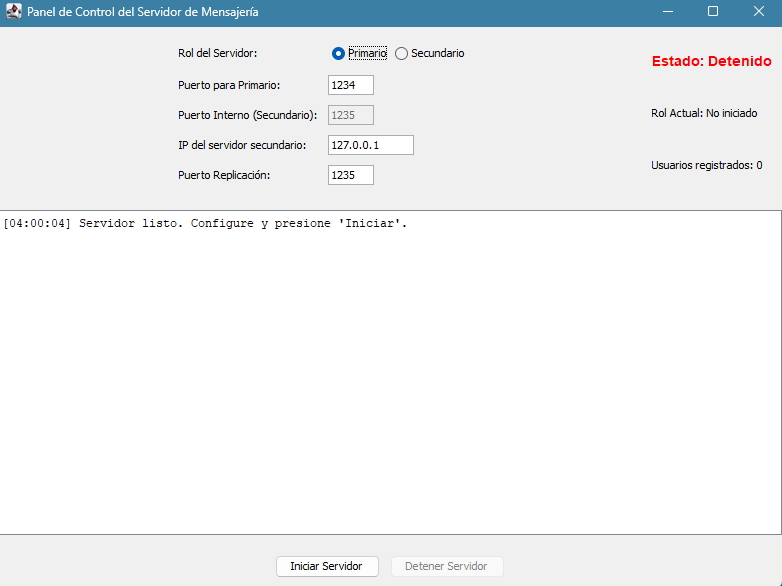 Panel de Control del Servidor de Mensajería
Rol del Servidor: Primario Secundario
Estado: Detenido
Puerto para Primario: 1234
Puerto Interno (Secundario): 1235
Rol Actual: No iniciado
IP del servidor secundario: 127.0.0.1
Usuarios registrados: 0
Puerto Replicación: 1235
[04:00:04] Servidor listo. Configure y presione 'Iniciar'.
Iniciar Servidor Detener Servidor